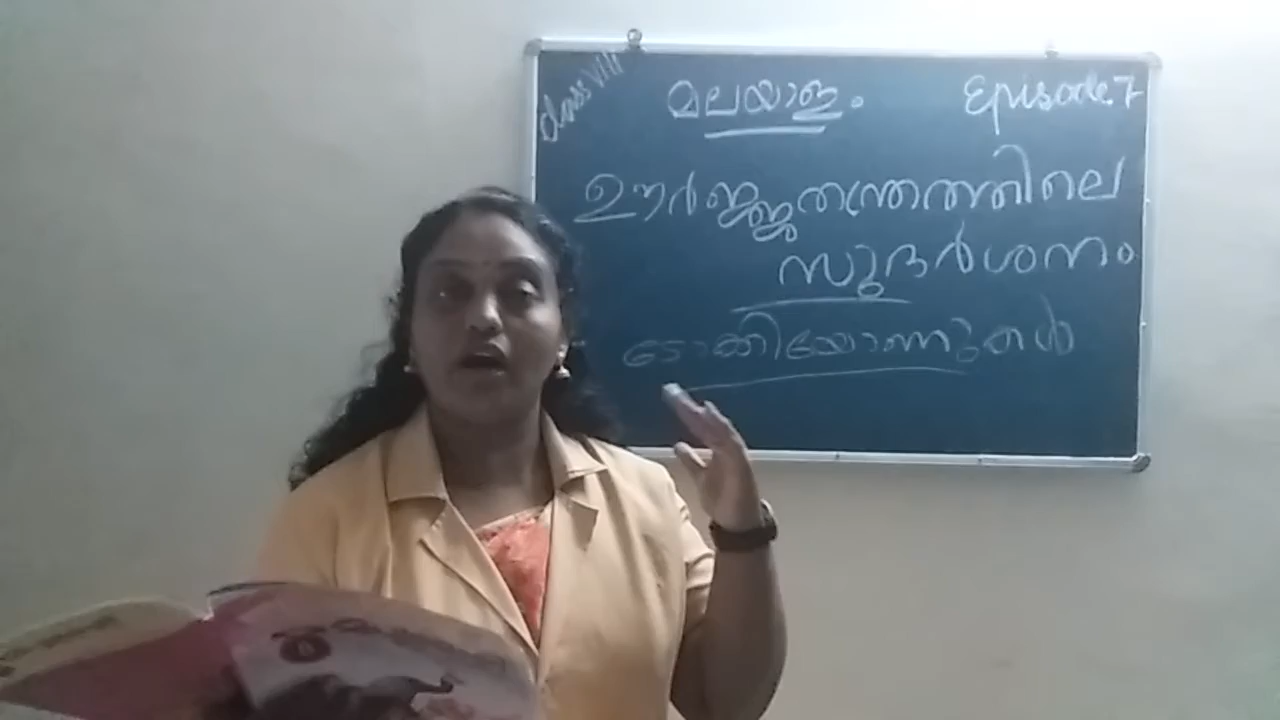 class VIII
മലയാളം
Episode 7
ഊർജ്ജതന്ത്രത്തിലെ
സുദർശനം
ടാക്കിയോണുകൾ